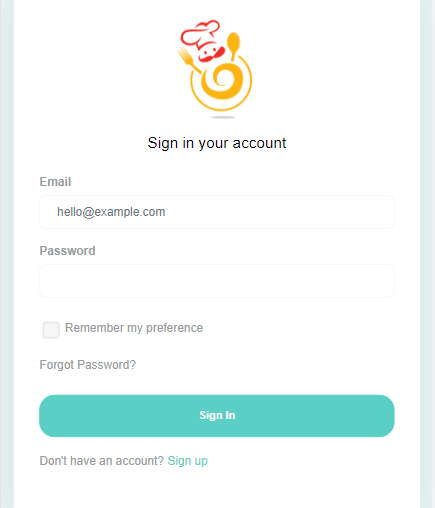 Sign in your account
Email
hello@example.com
Password
Remember my preference
Forgot Password?
Sign In
Don't have an account? Sign up